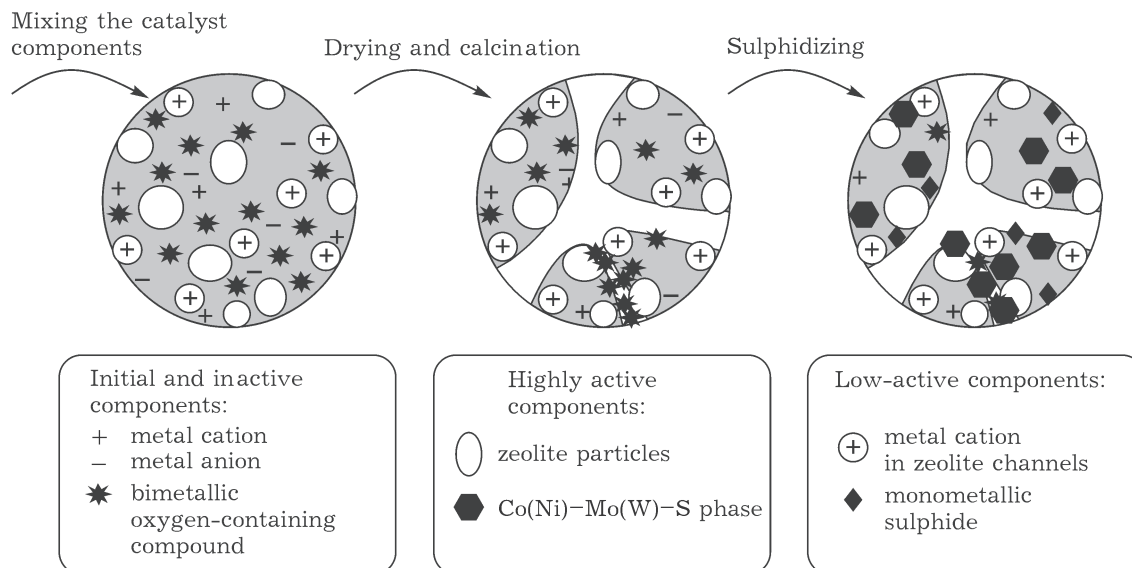 Mixing the catalyst
components
Drying and calcination
Sulphidizing
Initial and inactive
components:
+ metal cation
− metal anion
bimetallic
oxygen-containing
compound
Highly active
components:
zeolite particles
Co(Ni)−Mo(W)−S phase
Low-active components:
metal cation
in zeolite channels
monometallic
sulphide